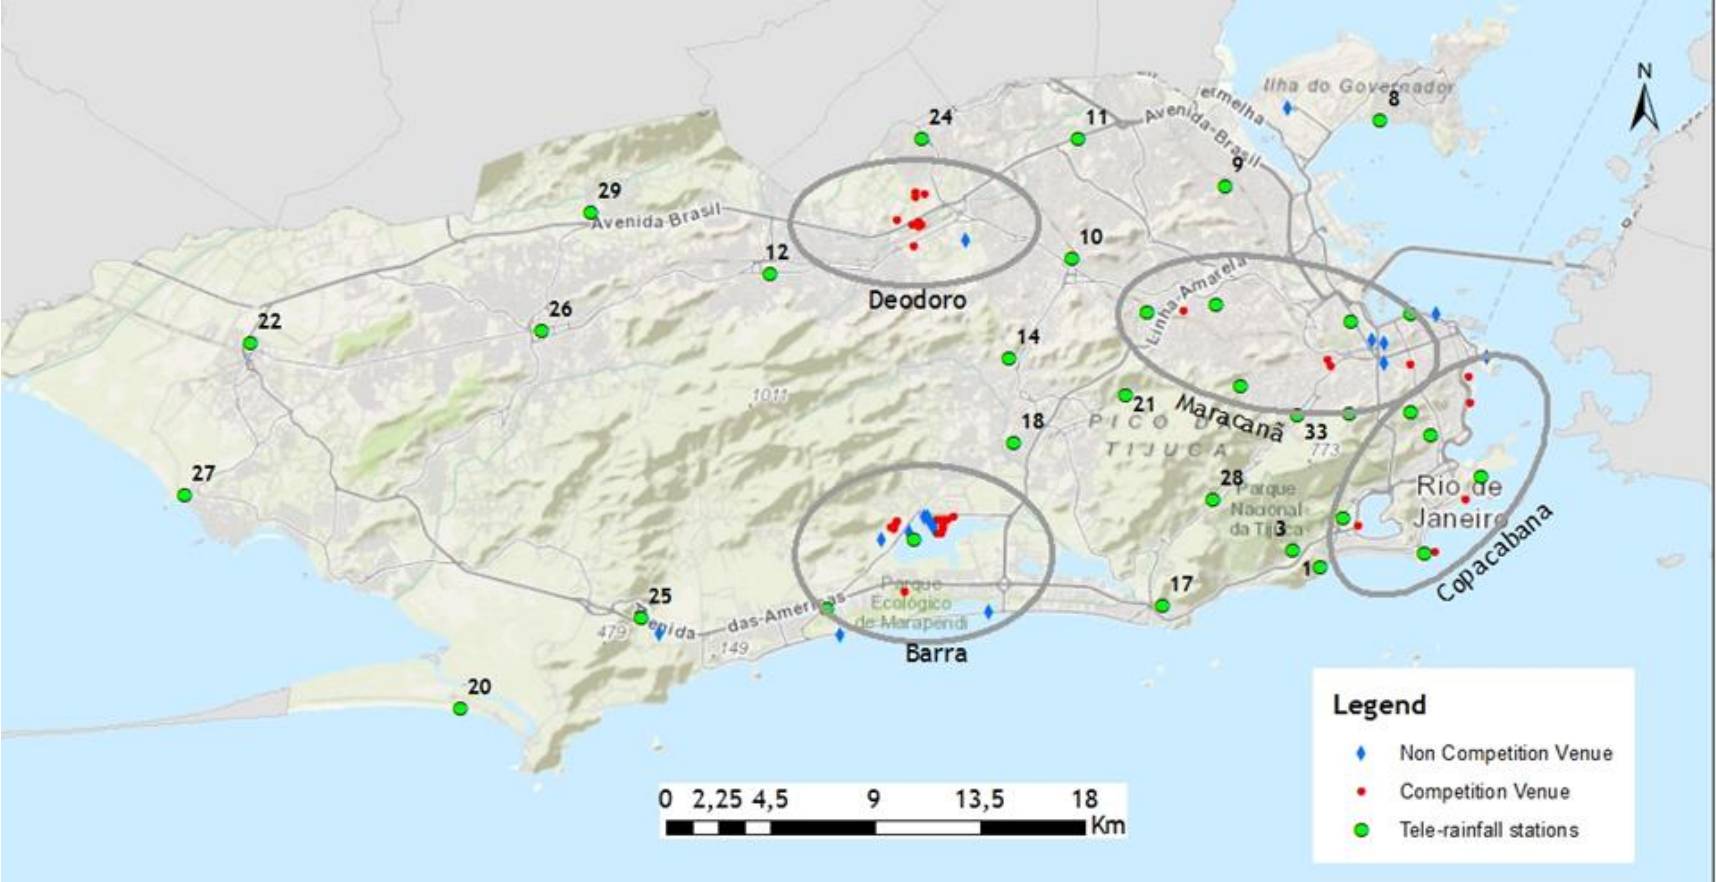 N
Ilha do Governador
8
ermelha
Avenida-Brasil
24
11
9
29
Avenida-Brasil
12
10
Deodoro
Linha-Amarela
22
26
14
1011
21
Maracanã
33
PICO D
TIJUCA
773
18
27
28
Parque
Nacional
da Tijuca
Rio de
Janeiro
Copacabana
3
1
17
25
Avenida
das-Américas
479
149
Parque
Ecológico
de Marapendi
Barra
20
Legend
Non Competition Venue
Competition Venue
Tele-rainfall stations
0 2,25 4,5 9 13,5 18
Km